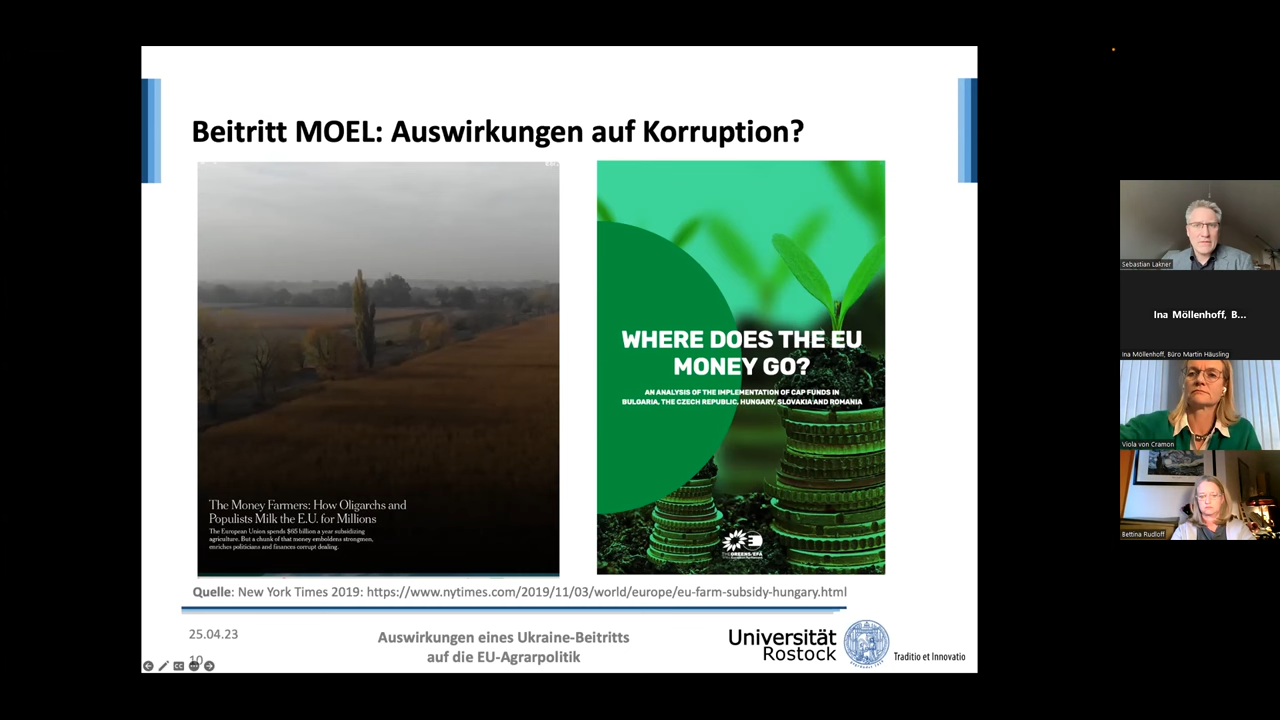 Beitritt MOEL: Auswirkungen auf Korruption?
The Money Farmers: How Oligarchs and
Populists Milk the E.U. for Millions
The European Union spends $65 billion a year subsidizing
agriculture. But a chunk of that money emboldens strongmen,
enriches politicians and finances corrupt dealing.
WHERE DOES THE EU
MONEY GO?
AN ANALYSIS OF THE IMPLEMENTATION OF CAP FUNDS IN
BULGARIA, THE CZECH REPUBLIC, HUNGARY, SLOVAKIA AND ROMANIA
THE GREENS/EFA
Quelle: New York Times 2019: https://www.nytimes.com/2019/11/03/world/europe/eu-farm-subsidy-hungary.html
25.04.23
10
Auswirkungen eines Ukraine-Beitritts
auf die EU-Agrarpolitik
Universität
Rostock
Traditio et Innovatio
Sebastian Lakner
Ina Möllenhoff, B...
Ina Möllenhoff, Büro Martin Häusling
Viola von Cramon
Bettina Rudloff